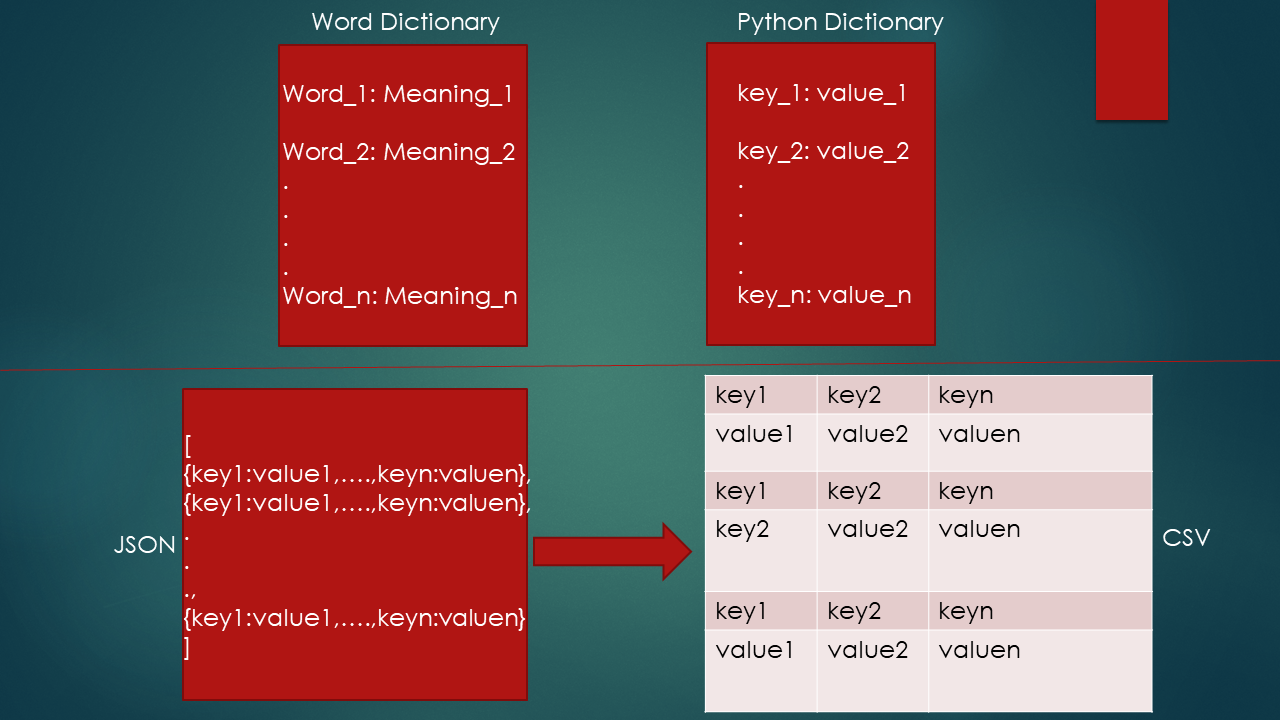 Word Dictionary
Word_1: Meaning_1
Word_2: Meaning_2
.
.
.
.
Word_n: Meaning_n
Python Dictionary
key_1: value_1
key_2: value_2
.
.
.
.
key_n: value_n
JSON
[
{key1:value1,....,keyn:valuen},
{key1:value1,....,keyn:valuen},
.
.
.,
{key1:value1,....,keyn:valuen}
]
key1 key2 keyn
value1 value2 valuen
key1 key2 keyn
key2 value2 valuen
key1 key2 keyn
value1 value2 valuen
CSV